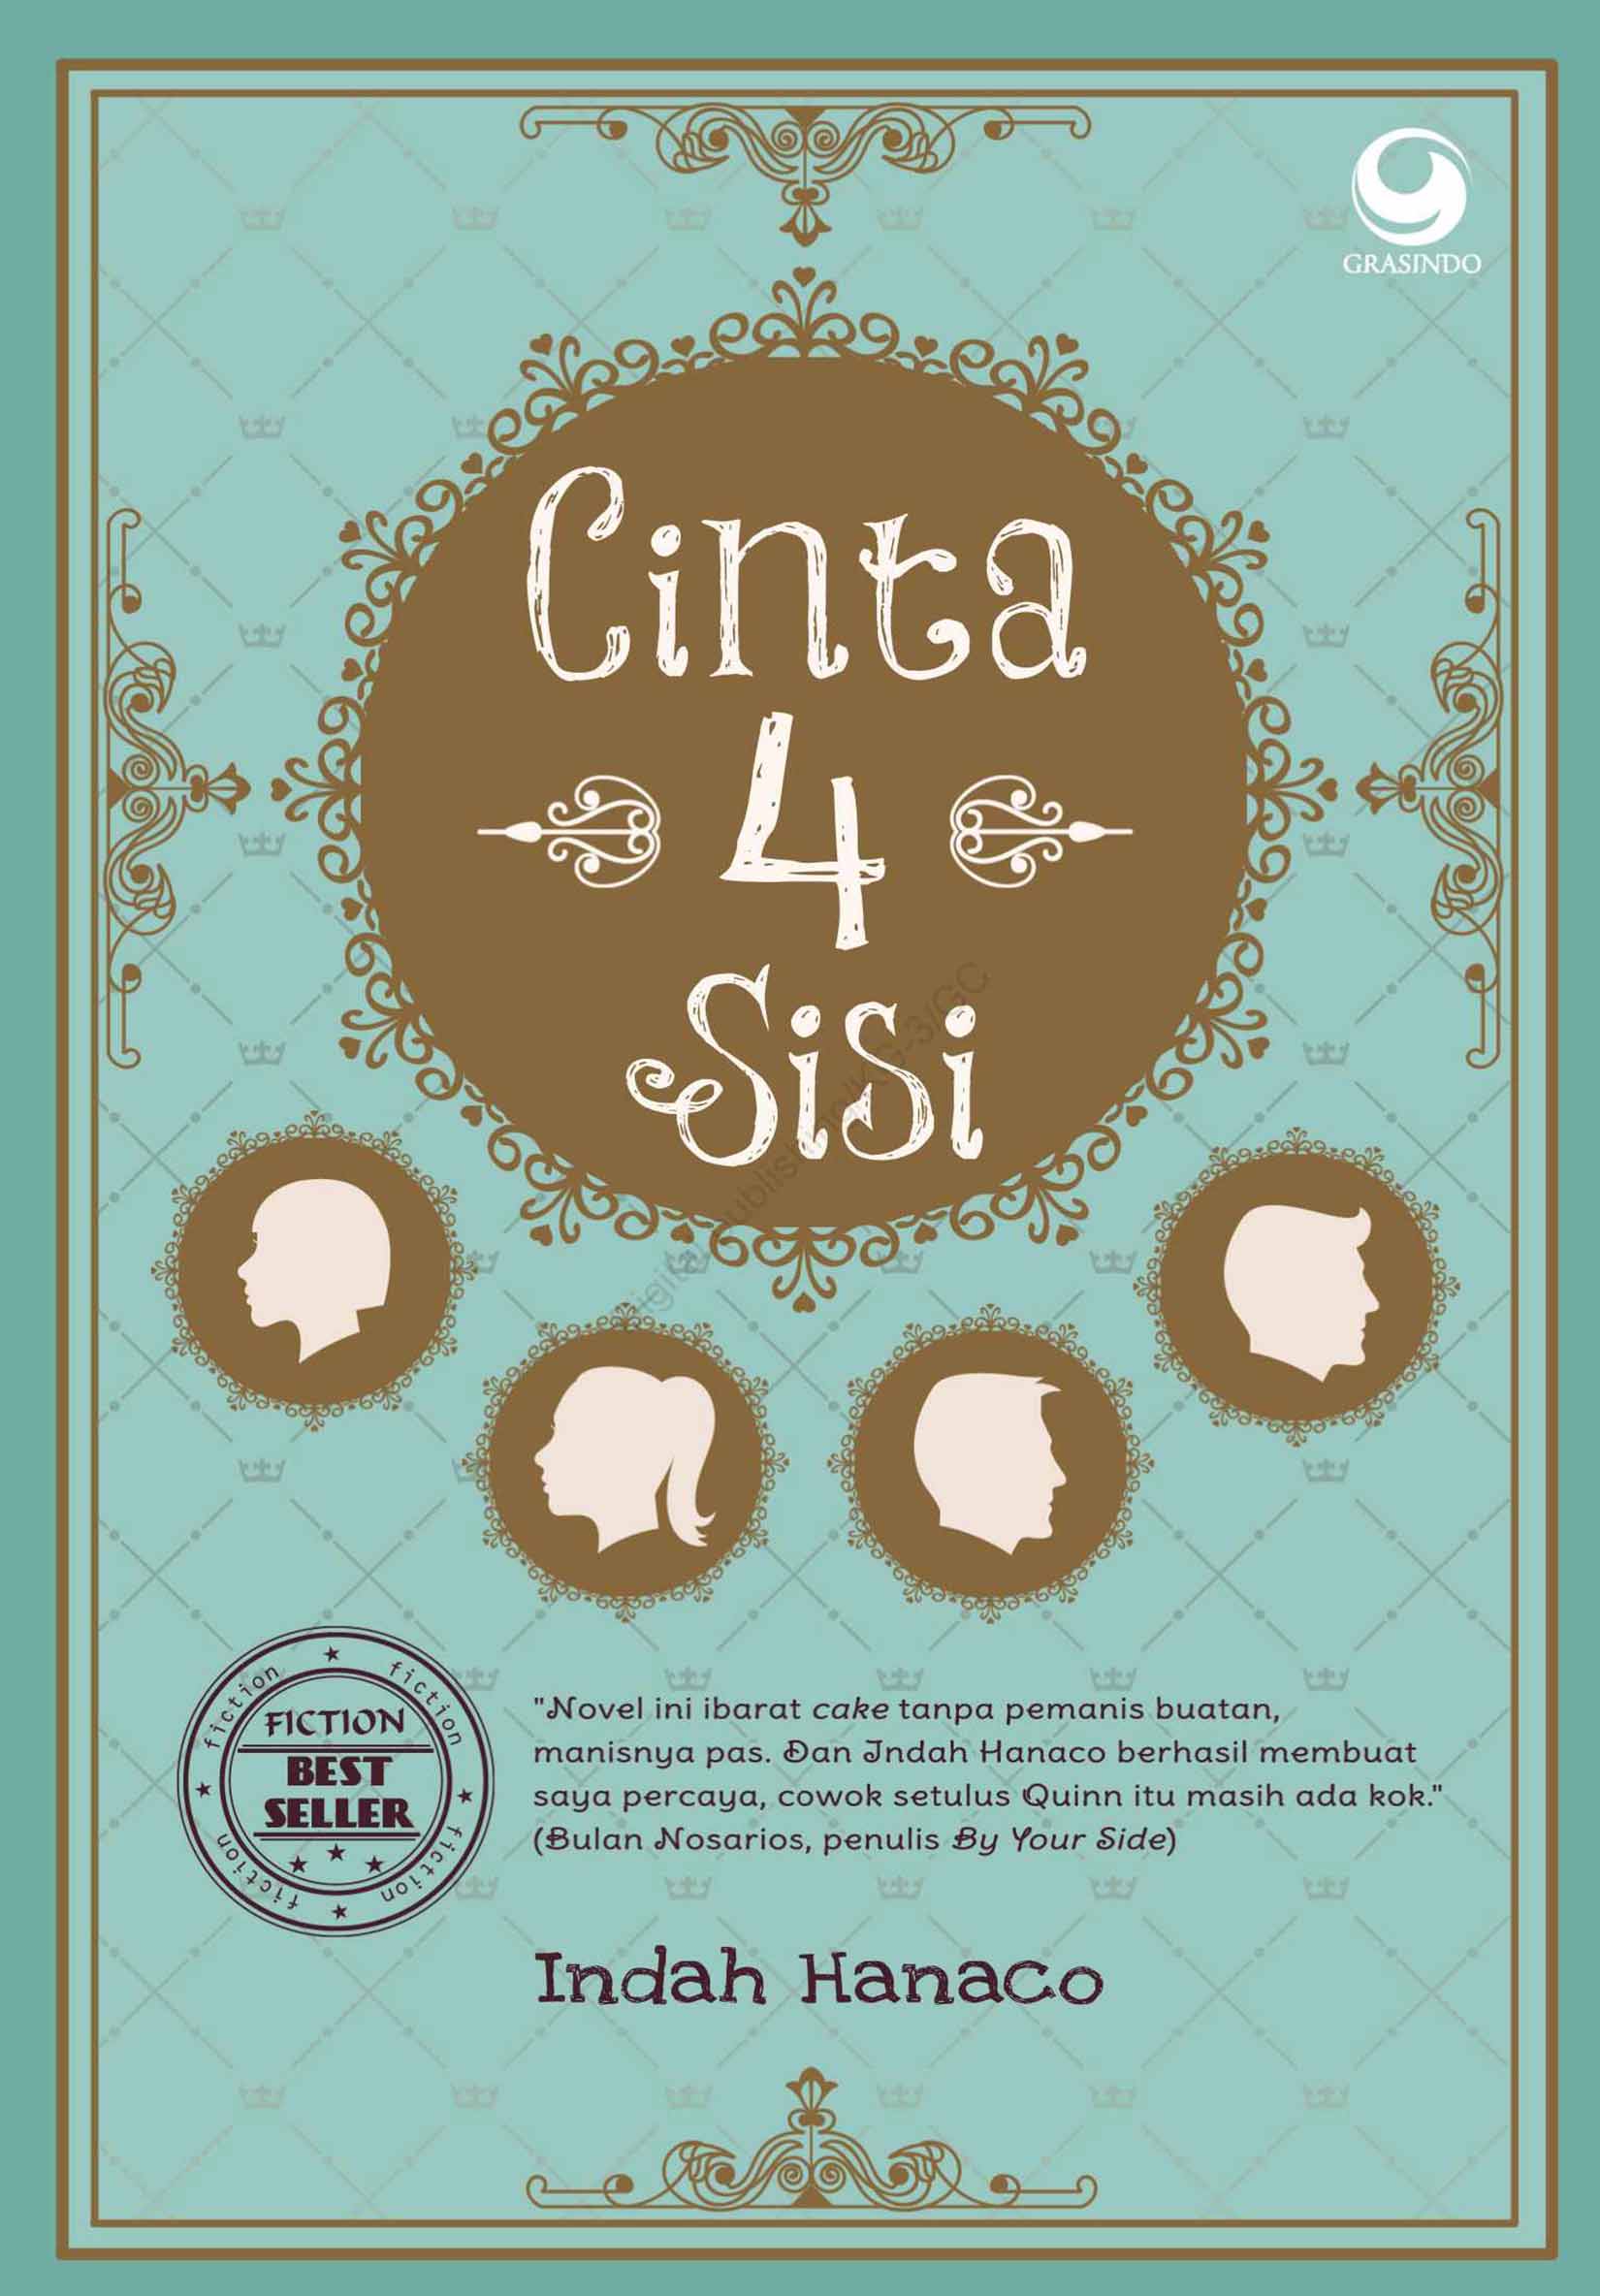 GRASINDO
Cinta
4
Sisi
fiction fiction
FICTION
BEST
SELLER
fiction fiction
"Novel ini ibarat cake tanpa pemanis buatan,
manisnya pas. Dan Indah Hanaco berhasil membuat
saya percaya, cowok setulus Quinn itu masih ada kok."
(Bulan Nosarios, penulis By Your Side)
Indah Hanaco